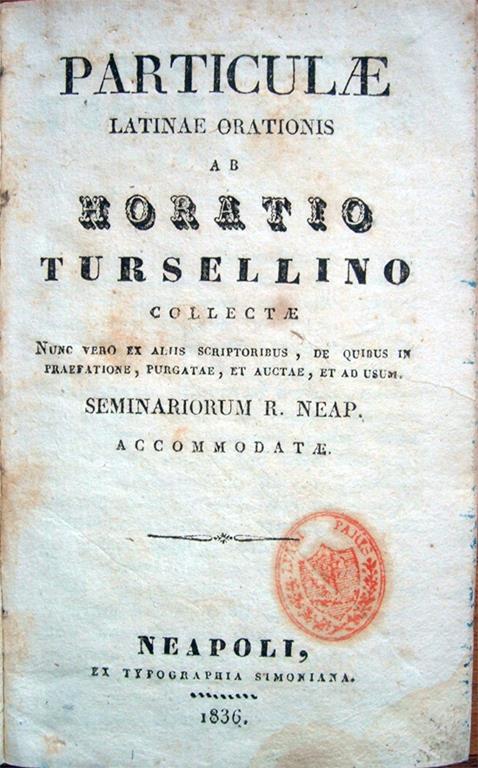 PARTICULÆ
LATINAE ORATIONIS
AB
HORATIO
TURSELLINO
COLLECTÆ
NUNC VERO EX ALIIS SCRIPTORIBUS, DE QUIBUS IN
PRAEFATIONE, PURGATAE, ET AUCTAE, ET AD USUM.
SEMINARIORUM R. NEAP.
ACCOMMODATÆ.
NEAPOLI,
EX TYPOGRAPHIA SIMONIANA.
1836.